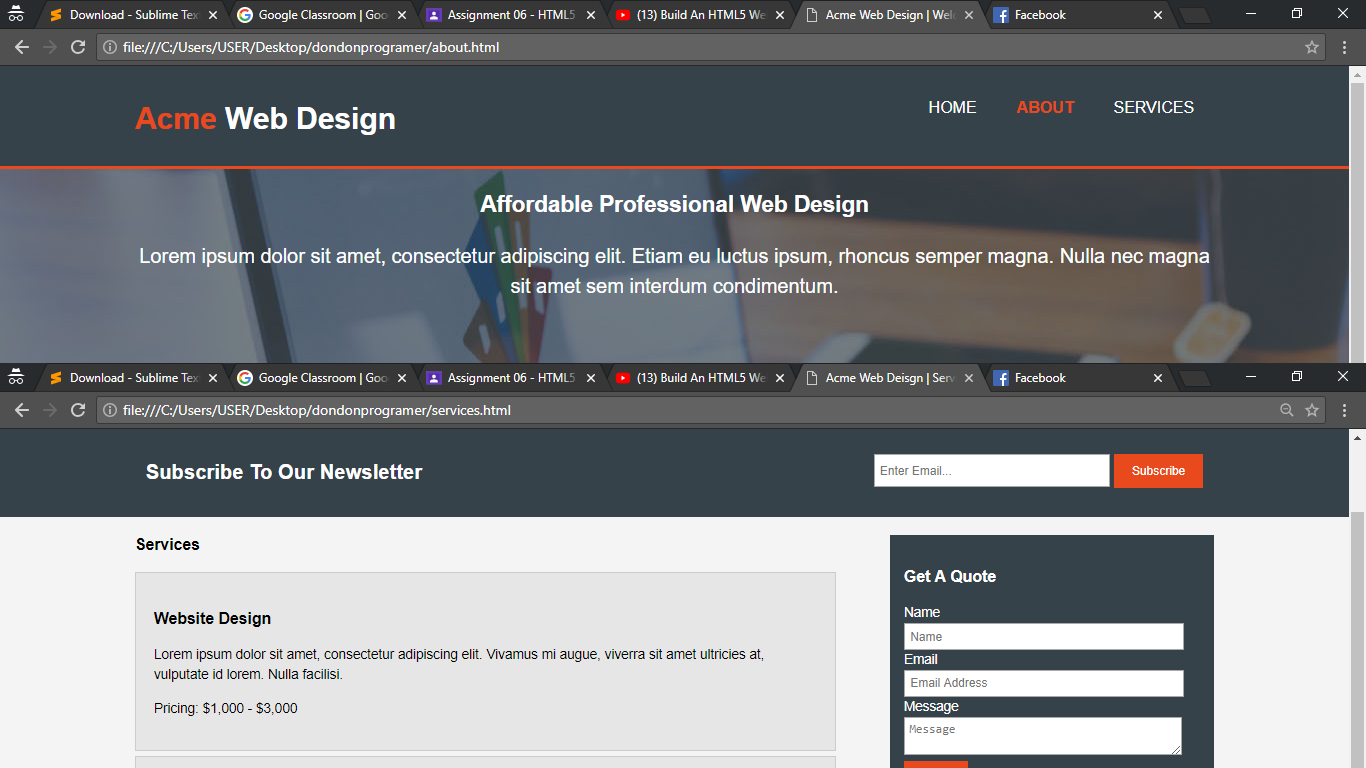 Download - Sublime Tex
Google Classroom | Goo
Assignment 06 - HTML5
(13) Build An HTML5 We
Acme Web Design | Welc
Facebook
file:///C:/Users/USER/Desktop/dondonprogramer/about.html
Acme Web Design
HOME ABOUT SERVICES
Affordable Professional Web Design
Lorem ipsum dolor sit amet, consectetur adipiscing elit. Etiam eu luctus ipsum, rhoncus semper magna. Nulla nec magna
sit amet sem interdum condimentum.
Download - Sublime Tex
Google Classroom | Goo
Assignment 06 - HTML5
(13) Build An HTML5 We
Acme Web Deisgn | Serv
Facebook
file:///C:/Users/USER/Desktop/dondonprogramer/services.html
Subscribe To Our Newsletter
Enter Email...
Subscribe
Services
Website Design
Lorem ipsum dolor sit amet, consectetur adipiscing elit. Vivamus mi augue, viverra sit amet ultricies at,
vulputate id lorem. Nulla facilisi.
Pricing: $1,000 - $3,000
Get A Quote
Name
Name
Email
Email Address
Message
Message